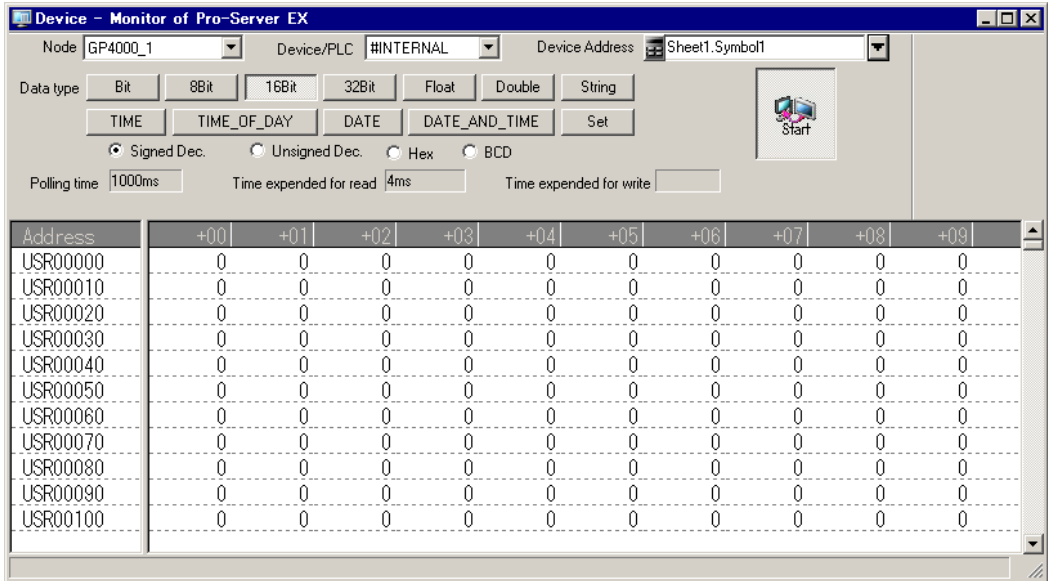 Device - Monitor of Pro-Server EX
Node GP4000_1 Device/PLC #INTERNAL Device Address Sheet1.Symbol1
Data type Bit 8Bit 16Bit 32Bit Float Double String
TIME TIME_OF_DAY DATE DATE_AND_TIME Set
Start
Signed Dec. Unsigned Dec. Hex BCD
Polling time 1000ms Time expended for read 4ms Time expended for write
Address +00 +01 +02 +03 +04 +05 +06 +07 +08 +09
USR00000 0 0 0 0 0 0 0 0 0 0
USR00010 0 0 0 0 0 0 0 0 0 0
USR00020 0 0 0 0 0 0 0 0 0 0
USR00030 0 0 0 0 0 0 0 0 0 0
USR00040 0 0 0 0 0 0 0 0 0 0
USR00050 0 0 0 0 0 0 0 0 0 0
USR00060 0 0 0 0 0 0 0 0 0 0
USR00070 0 0 0 0 0 0 0 0 0 0
USR00080 0 0 0 0 0 0 0 0 0 0
USR00090 0 0 0 0 0 0 0 0 0 0
USR00100 0 0 0 0 0 0 0 0 0 0